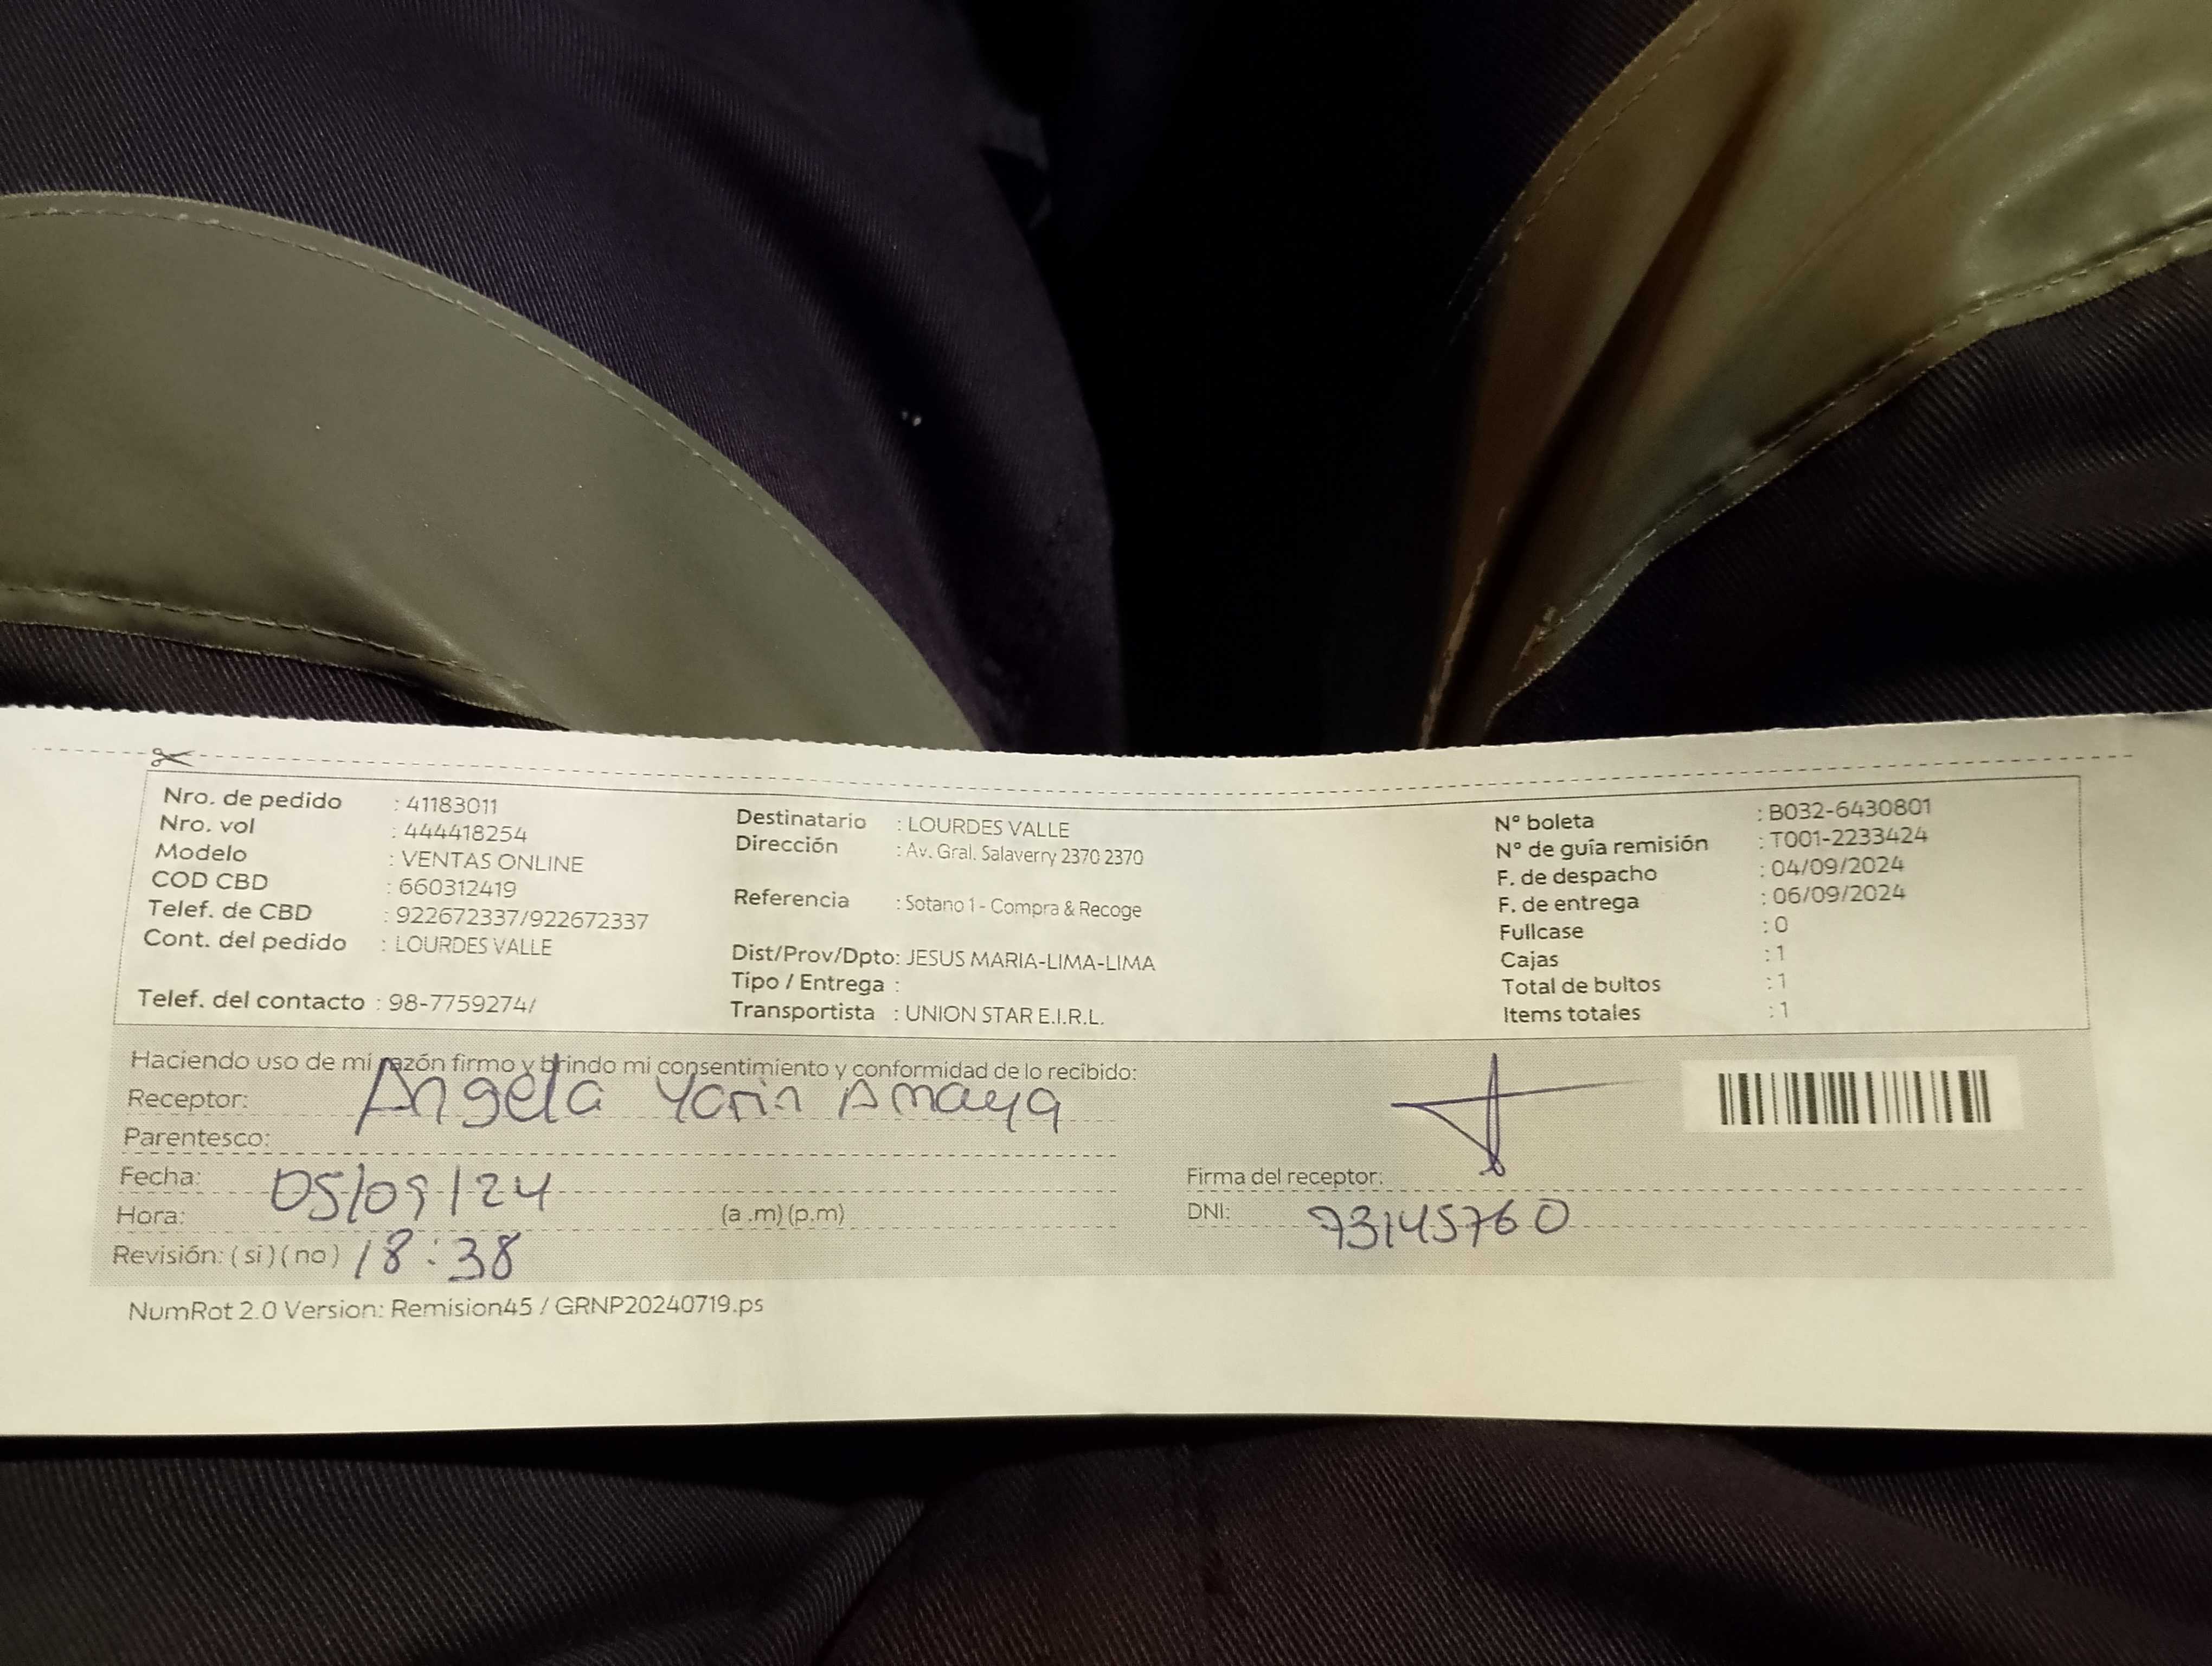 Nro. de pedido : 41183011
Nro. vol : 444418254
Modelo : VENTAS ONLINE
COD CBD : 660312419
Telef. de CBD : 922672337/922672337
Cont. del pedido : LOURDES VALLE
Telef. del contacto : 98-7759274/
Destinatario : LOURDES VALLE
Dirección : Av. Gral. Salaverry 2370 2370
Referencia : Sotano 1 - Compra & Recoge
Dist/Prov/Dpto: JESUS MARIA-LIMA-LIMA
Tipo / Entrega :
Transportista : UNION STAR E.I.R.L.
N° boleta : B032-6430801
N° de guía remisión : T001-2233424
F. de despacho : 04/09/2024
F. de entrega : 06/09/2024
Fullcase : 0
Cajas : 1
Total de bultos : 1
Items totales : 1
Haciendo uso de mi razón firmo y brindo mi consentimiento y conformidad de lo recibido:
Receptor: Angela Yarin Amaya
Parentesco:
Fecha: 05/09/24
Hora: (a .m) (p.m)
Revisión: ( si ) ( no ) 18:38
Firma del receptor:
DNI: 73145760
NumRot 2.0 Version: Remision45 / GRNP20240719.ps